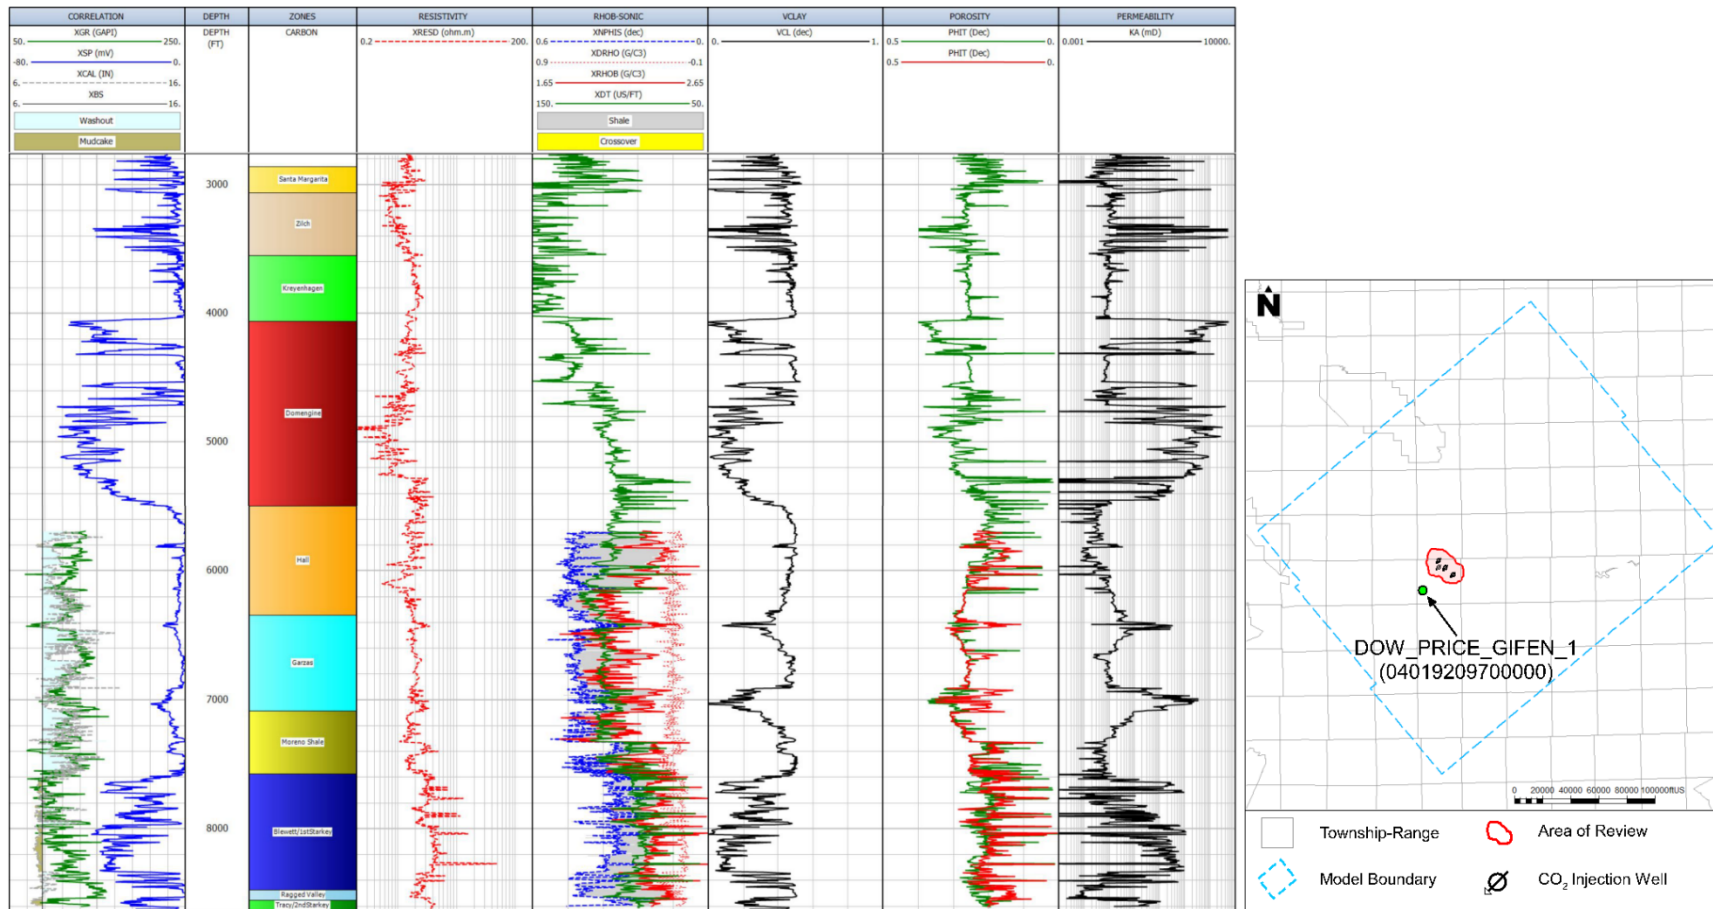 CORRELATION DEPTH ZONES RESISTIVITY RHOB-SONIC VCLAY POROSITY PERMEABILITY
XGR (GAPI)
50. 250.
XSP (mV)
-80. 0.
XCAL (IN)
6. 16.
XBS
6. 16.
Washout
Mudcake
DEPTH
(FT)
CARBON
XRESD (ohm.m)
0.2 200.
XNPHIS (dec)
0.6 0.
XDRHO (G/C3)
0.9 -0.1
XRHOB (G/C3)
1.65 2.65
XDT (US/FT)
150. 50.
Shale
Crossover
VCL (dec)
0. 1.
PHIT (Dec)
0.5 0.
PHIT (Dec)
0.5 0.
KA (mD)
0.001 10000.
3000
4000
5000
6000
7000
8000
Santa Margarita
Zilch
Kreyenhagen
Domengine
Hall
Garzas
Moreno Shale
Blewett/1stStarkey
Ragged Valley
Tracy/2ndStarkey
N
DOW_PRICE_GIFEN_1
(04019209700000)
0 20000 40000 60000 80000 100000ftUS
Township-Range
Area of Review
Model Boundary
CO₂ Injection Well